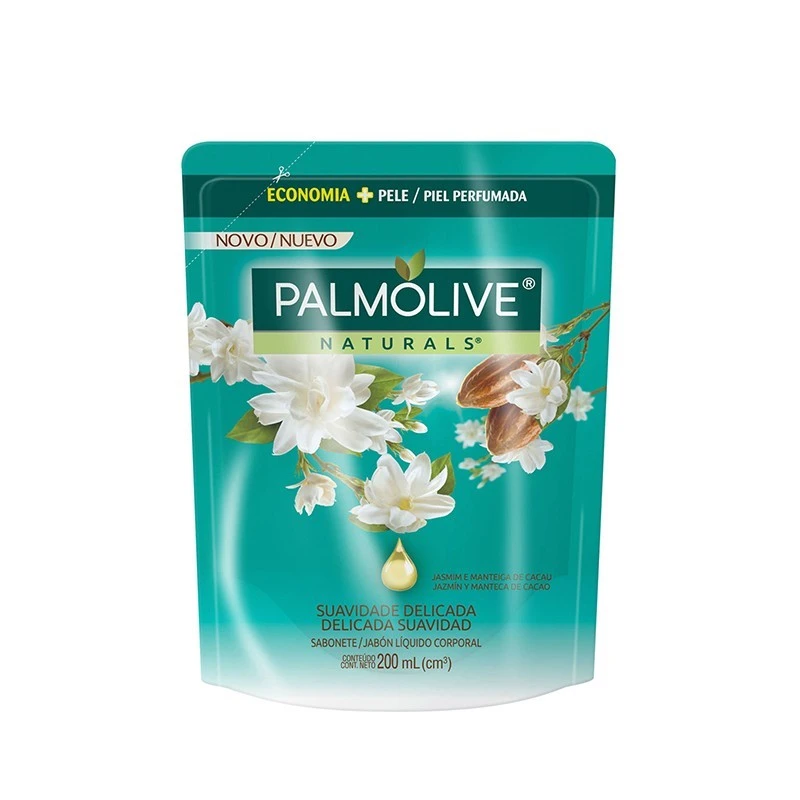 ECONOMIA + PELE / PIEL PERFUMADA
NOVO/NUEVO
PALMOLIVE®
NATURALS®
JASMIM E MANTEIGA DE CACAU
JAZMÍN Y MANTECA DE CACAO
SUAVIDADE DELICADA
DELICADA SUAVIDAD
SABONETE/JABÓN LÍQUIDO CORPORAL
CONTEÚDO
CONT. NETO 200 mL (cm³)